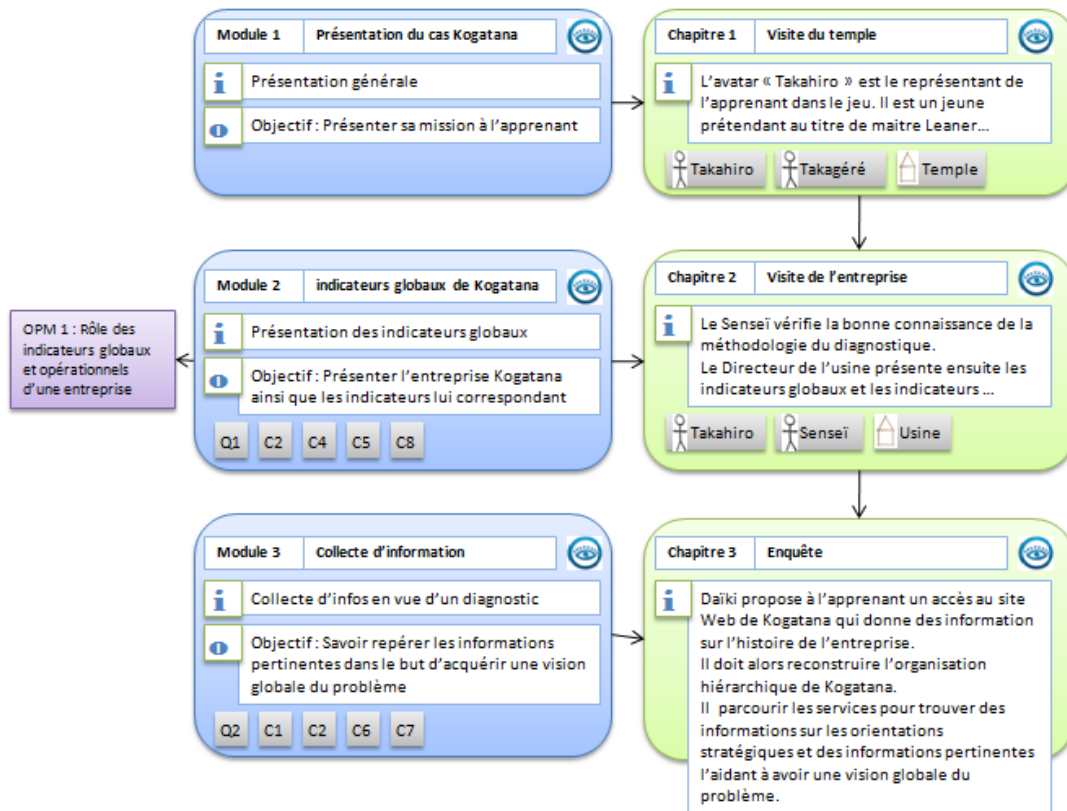 Module 1 Présentation du cas Kogatana
i Présentation générale
O Objectif : Présenter sa mission à l'apprenant
Chapitre 1 Visite du temple
i L'avatar « Takahiro » est le représentant de
l'apprenant dans le jeu. Il est un jeune
prétendant au titre de maitre Leaner...
Takahiro Takagéré Temple
OPM 1 : Rôle des
indicateurs globaux
et opérationnels
d'une entreprise
Module 2 indicateurs globaux de Kogatana
i Présentation des indicateurs globaux
O Objectif : Présenter l'entreprise Kogatana
ainsi que les indicateurs lui correspondant
Q1 C2 C4 C5 C8
Chapitre 2 Visite de l'entreprise
i Le Senseï vérifie la bonne connaissance de la
méthodologie du diagnostique.
Le Directeur de l'usine présente ensuite les
indicateurs globaux et les indicateurs ...
Takahiro Senseï Usine
Module 3 Collecte d'information
i Collecte d'infos en vue d'un diagnostic
O Objectif : Savoir repérer les informations
pertinentes dans le but d'acquérir une vision
globale du problème
Q2 C1 C2 C6 C7
Chapitre 3 Enquête
i Daïki propose à l'apprenant un accès au site
Web de Kogatana qui donne des information
sur l'histoire de l'entreprise.
Il doit alors reconstruire l'organisation
hiérarchique de Kogatana.
Il parcourir les services pour trouver des
informations sur les orientations
stratégiques et des informations pertinentes
l'aidant à avoir une vision globale du
problème.